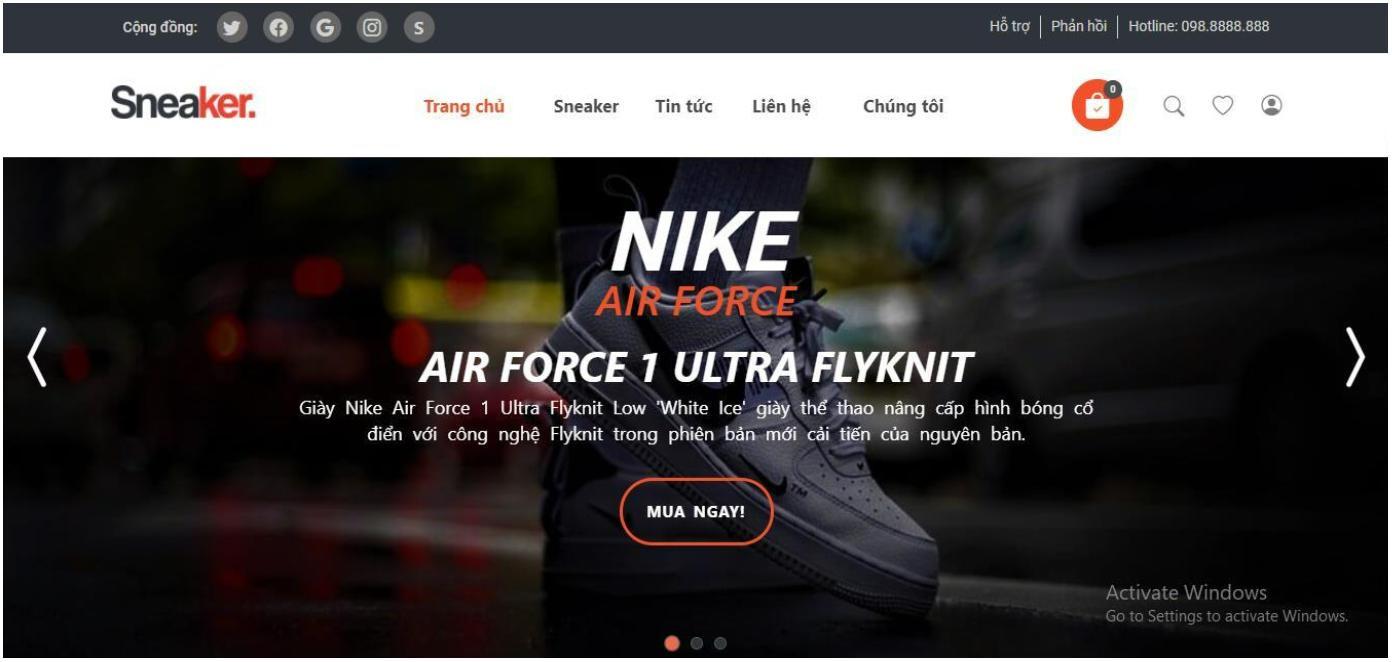 Cộng đồng:
Hỗ trợ
Phản hồi
Hotline: 098.8888.888
Sneaker.
Trang chủ
Sneaker
Tin tức
Liên hệ
Chúng tôi
0
NIKE
AIR FORCE
AIR FORCE 1 ULTRA FLYKNIT
Giày Nike Air Force 1 Ultra Flyknit Low 'White Ice' giày thể thao nâng cấp hình bóng cổ
điển với công nghệ Flyknit trong phiên bản mới cải tiến của nguyên bản.
MUA NGAY!
Activate Windows
Go to Settings to activate Windows.